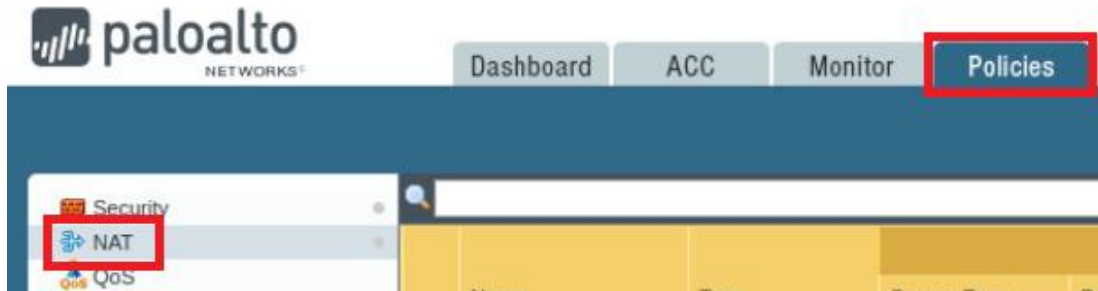 paloalto
NETWORKS®
Dashboard ACC Monitor Policies
Security
NAT
QoS